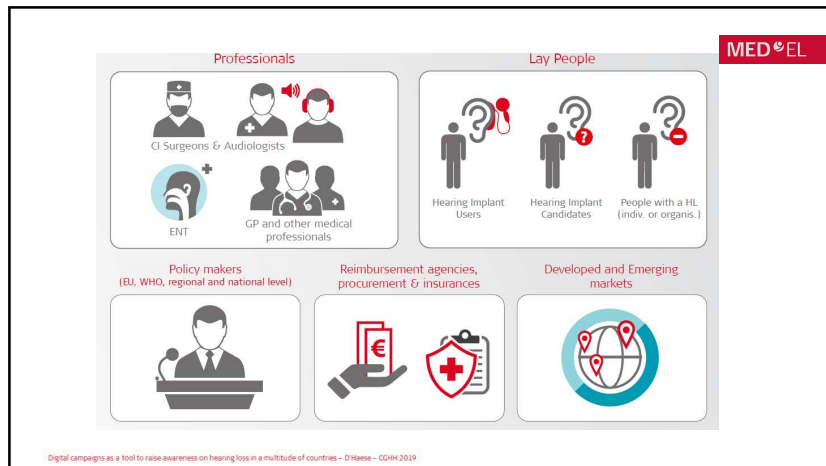 MED EL
Professionals
CI Surgeons & Audiologists
ENT
GP and other medical
professionals
Lay People
Hearing Implant
Users
Hearing Implant
Candidates
People with a HL
(indiv. or organis.)
Policy makers
(EU, WHO, regional and national level)
Reimbursement agencies,
procurement & insurances
€
Developed and Emerging
markets
Digital campaigns as a tool to raise awareness on hearing loss in a multitude of countries – D'Haese – CGHH 2019